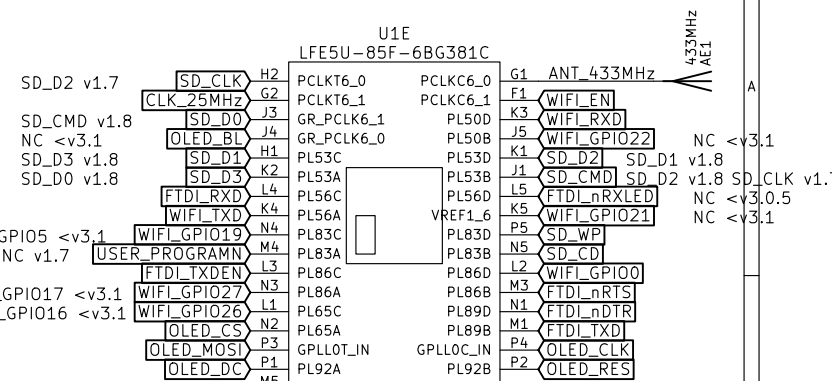 433MHz
AE1
U1E
LFE5U-85F-6BG381C
A
SD_D2 v1.7 SD_CLK H2 PCLKT6_0 PCLKC6_0 G1 ANT_433MHz
CLK_25MHz G2 PCLKT6_1 PCLKC6_1 F1 WIFI_EN
SD_CMD v1.8 SD_D0 J3 GR_PCLK6_1 PL50D K3 WIFI_RXD
NC <v3.1 OLED_BL J4 GR_PCLK6_0 PL50B J5 WIFI_GPIO22 NC <v3.1
SD_D3 v1.8 SD_D1 H1 PL53C PL53D K1 SD_D2 SD_D1 v1.8
SD_D0 v1.8 SD_D3 K2 PL53A PL53B J1 SD_CMD SD_D2 v1.8 SD_CLK
FTDI_RXD L4 PL56C PL56D L5 FTDI_nRXLED NC <v3.0.5
WIFI_TXD K4 PL56A VREF1_6 K5 WIFI_GPIO21 NC <v3.1
GPIO5 <v3.1 WIFI_GPIO19 N4 PL83C PL83D P5 SD_WP
NC v1.7 USER_PROGRAMN M4 PL83A PL83B N5 SD_CD
FTDI_TXDEN L3 PL86C PL86D L2 WIFI_GPIO0
_GPIO17 <v3.1 WIFI_GPIO27 N3 PL86A PL86B M3 FTDI_nRTS
_GPIO16 <v3.1 WIFI_GPIO26 L1 PL65C PL89D N1 FTDI_nDTR
OLED_CS N2 PL65A PL89B M1 FTDI_TXD
OLED_MOSI P3 GPLL0T_IN GPLL0C_IN P4 OLED_CLK
OLED_DC P1 PL92A PL92B P2 OLED_RES